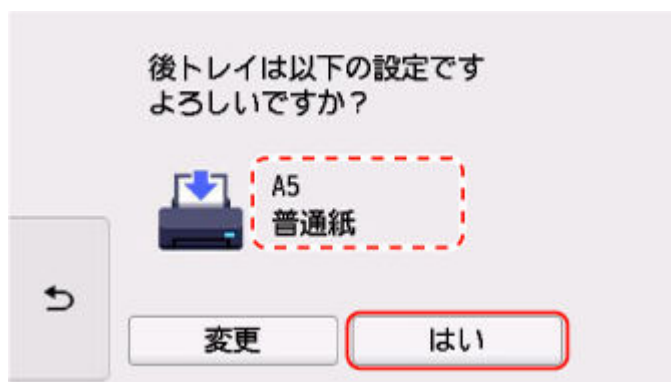 後トレイは以下の設定です
よろしいですか？
A5
普通紙
変更
はい